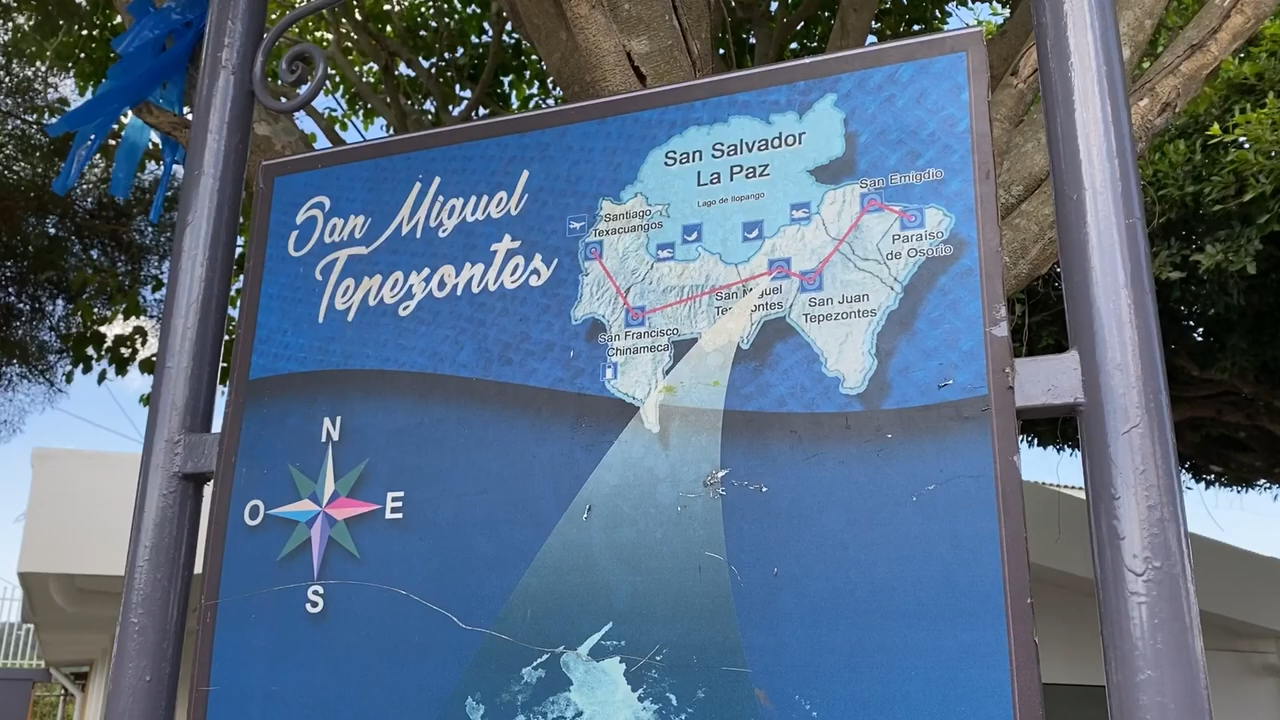 San Miguel
Tepezontes
San Salvador
La Paz
Lago de Ilopango
San Emigdio
Santiago
Texacuangos
Paraíso
de Osorio
San Miguel
Tepezontes
San Juan
Tepezontes
San Francisco
Chinameca
N
O
E
S